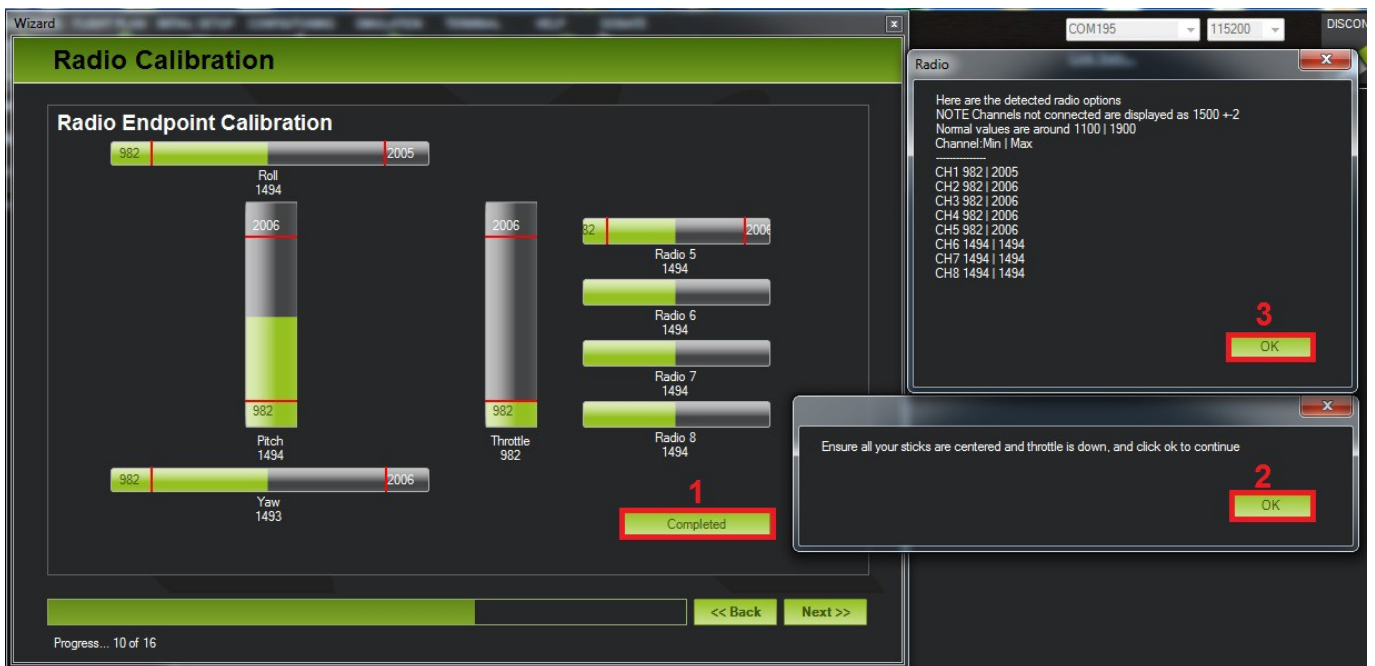 Wizard
Radio Calibration
Radio Endpoint Calibration
982 2005
Roll
1494
2006
982
Pitch
1494
2006
982
Throttle
982
982 2006
Yaw
1493
2006
Radio 5
1494
Radio 6
1494
Radio 7
1494
Radio 8
1494
1
Completed
<< Back Next >>
Progress... 10 of 16
COM195 115200
Radio
Here are the detected radio options
NOTE Channels not connected are displayed as 1500 +-2
Normal values are around 1100 | 1900
Channel:Min | Max
---------------
CH1 982 | 2005
CH2 982 | 2006
CH3 982 | 2006
CH4 982 | 2006
CH5 982 | 2006
CH6 1494 | 1494
CH7 1494 | 1494
CH8 1494 | 1494
3
OK
Ensure all your sticks are centered and throttle is down, and click ok to continue
2
OK